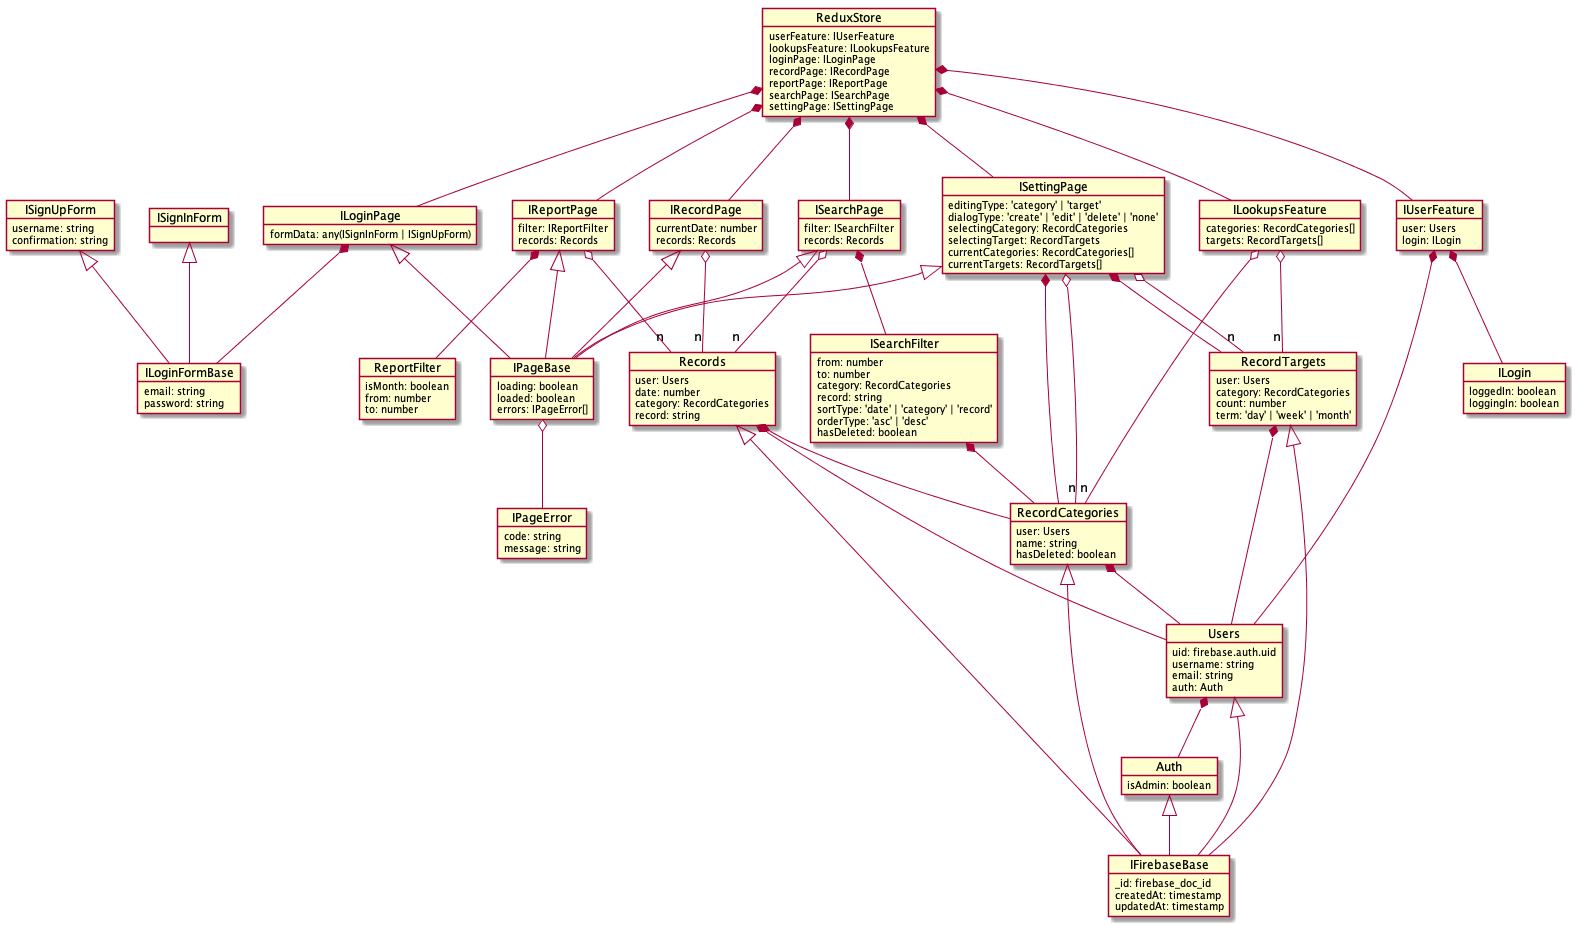 ReduxStore
userFeature: IUserFeature
lookupsFeature: ILookupsFeature
loginPage: ILoginPage
recordPage: IRecordPage
reportPage: IReportPage
searchPage: ISearchPage
settingPage: ISettingPage
ISignUpForm
username: string
confirmation: string
ISignInForm
ILoginPage
formData: any(ISignInForm | ISignUpForm)
IReportPage
filter: IReportFilter
records: Records
IRecordPage
currentDate: number
records: Records
ISearchPage
filter: ISearchFilter
records: Records
ISettingPage
editingType: 'category' | 'target'
dialogType: 'create' | 'edit' | 'delete' | 'none'
selectingCategory: RecordCategories
selectingTarget: RecordTargets
currentCategories: RecordCategories[]
currentTargets: RecordTargets[]
ILookupsFeature
categories: RecordCategories[]
targets: RecordTargets[]
IUserFeature
user: Users
login: ILogin
n
n
n
n
n
ILoginFormBase
email: string
password: string
ReportFilter
isMonth: boolean
from: number
to: number
IPageBase
loading: boolean
loaded: boolean
errors: IPageError[]
Records
user: Users
date: number
category: RecordCategories
record: string
ISearchFilter
from: number
to: number
category: RecordCategories
record: string
sortType: 'date' | 'category' | 'record'
orderType: 'asc' | 'desc'
hasDeleted: boolean
RecordTargets
user: Users
category: RecordCategories
count: number
term: 'day' | 'week' | 'month'
ILogin
loggedIn: boolean
loggingIn: boolean
n
n
IPageError
code: string
message: string
RecordCategories
user: Users
name: string
hasDeleted: boolean
Users
uid: firebase.auth.uid
username: string
email: string
auth: Auth
Auth
isAdmin: boolean
IFirebaseBase
_id: firebase_doc_id
createdAt: timestamp
updatedAt: timestamp